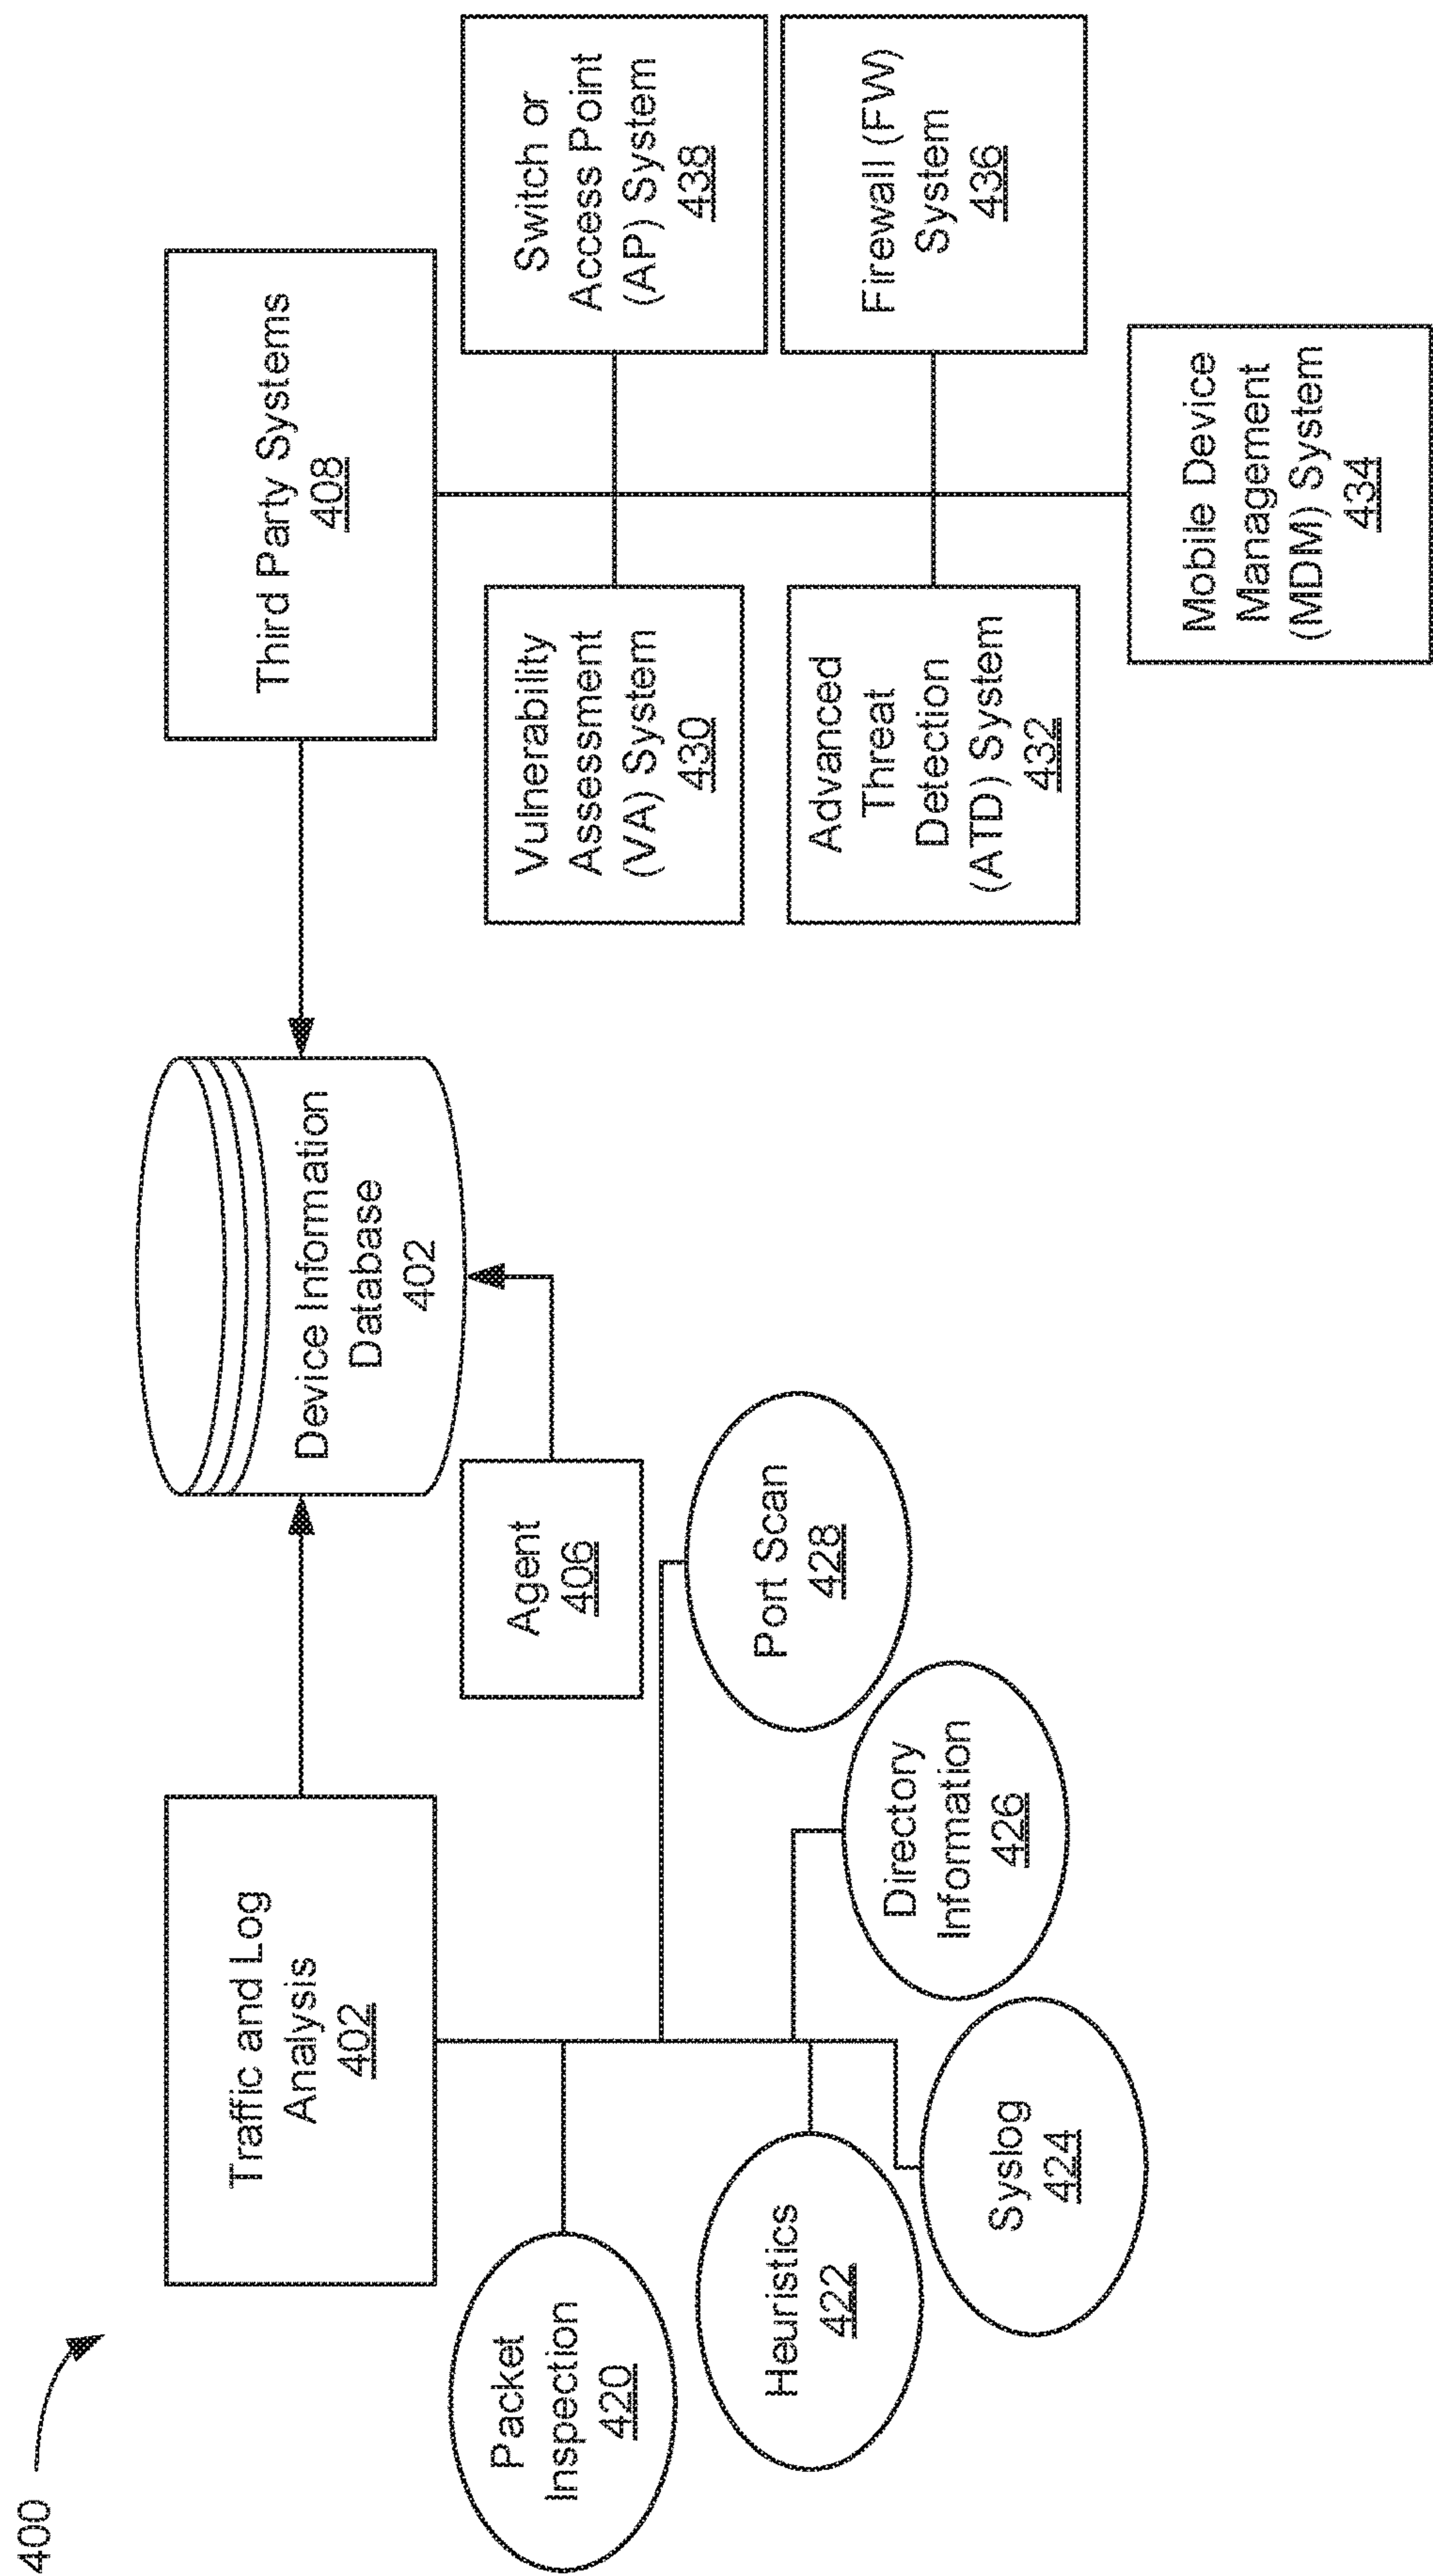 400
Traffic and Log
Analysis
402
Device Information
Database
402
Third Party Systems
408
Agent
406
Packet
Inspection
420
Heuristics
422
Syslog
424
Directory
Information
426
Port Scan
428
Vulnerability
Assessment
(VA) System
430
Switch or
Access Point
(AP) System
438
Advanced
Threat
Detection
(ATD) System
432
Firewall (FW)
System
436
Mobile Device
Management
(MDM) System
434